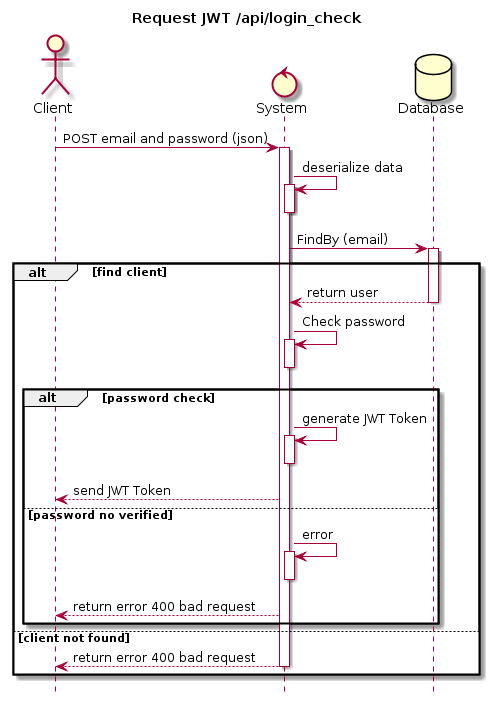 Request JWT /api/login_check
Client
System
Database
POST email and password (json)
deserialize data
FindBy (email)
alt [find client]
return user
Check password
alt [password check]
generate JWT Token
send JWT Token
[password no verified]
error
return error 400 bad request
[client not found]
return error 400 bad request